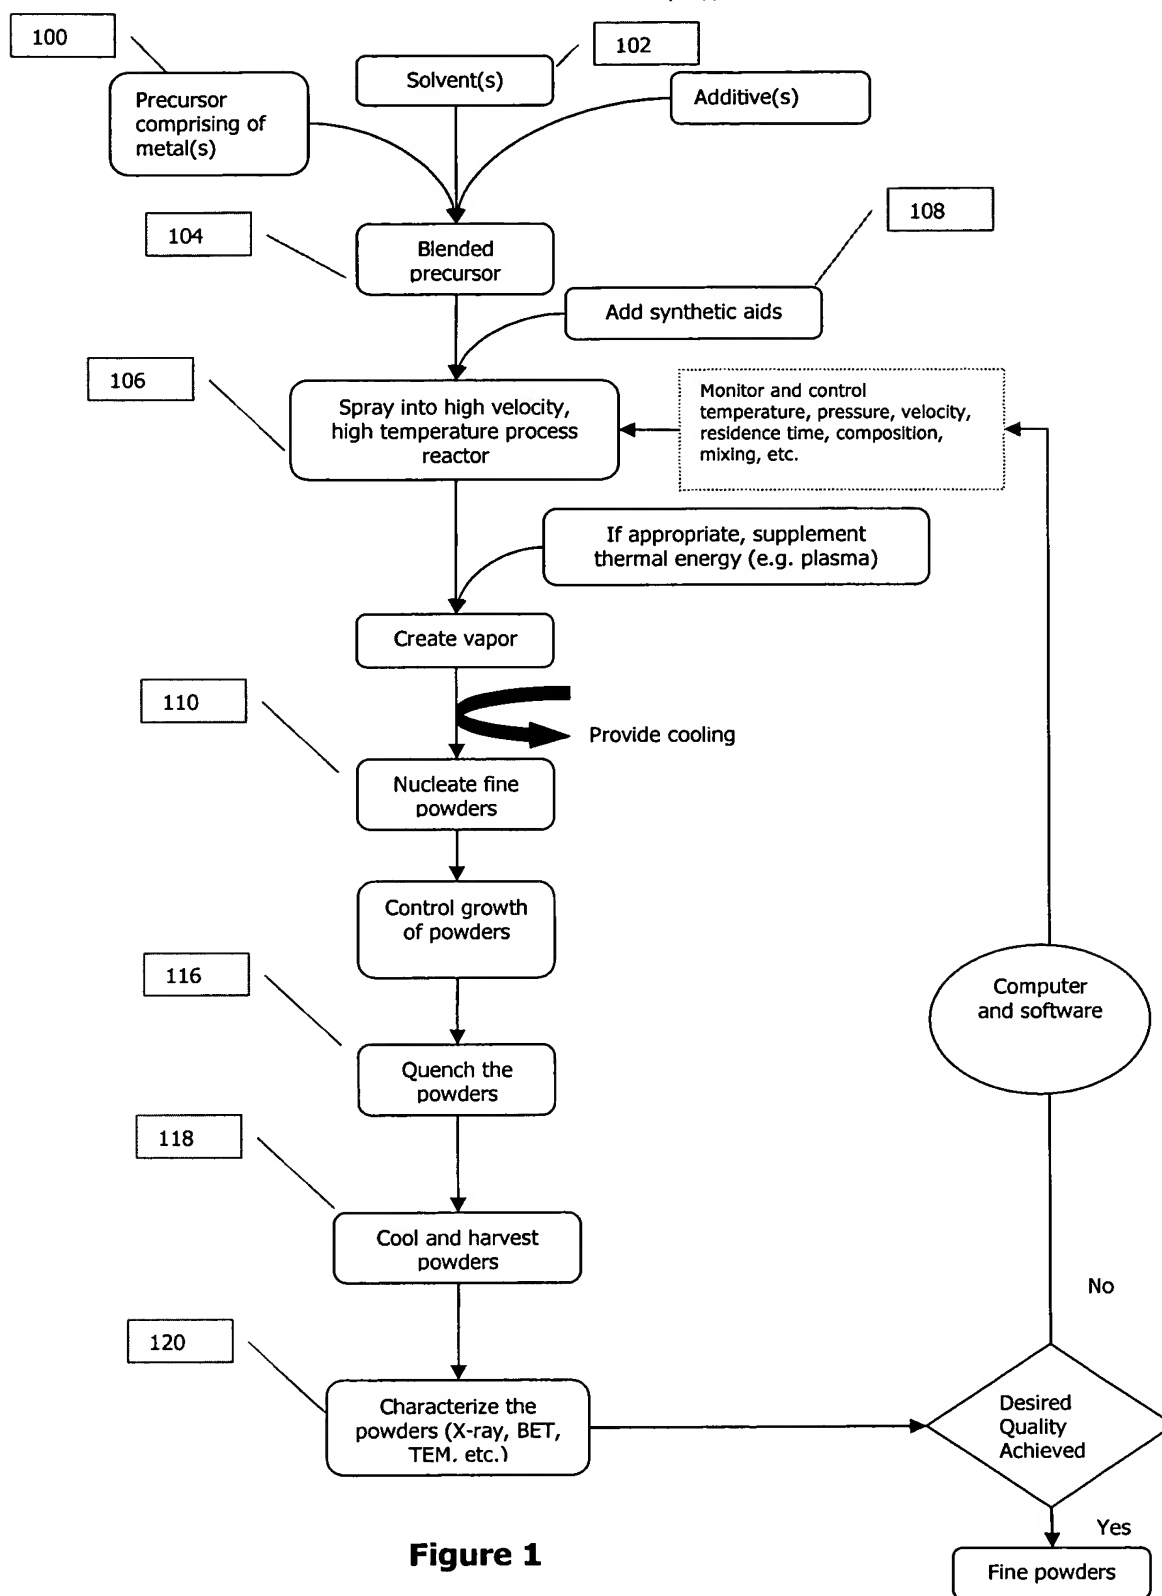 100
102
Solvent(s)
Additive(s)
Precursor
comprising of
metal(s)
108
104
Blended
precursor
Add synthetic aids
106
Spray into high velocity,
high temperature process
reactor
Monitor and control
temperature, pressure, velocity,
residence time, composition,
mixing, etc.
If appropriate, supplement
thermal energy (e.g. plasma)
Create vapor
110
Provide cooling
Nucleate fine
powders
Control growth
of powders
116
Computer
and software
Quench the
powders
118
Cool and harvest
powders
No
120
Characterize the
powders (X-ray, BET,
TEM. etc.)
Desired
Quality
Achieved
Yes
Figure 1
Fine powders